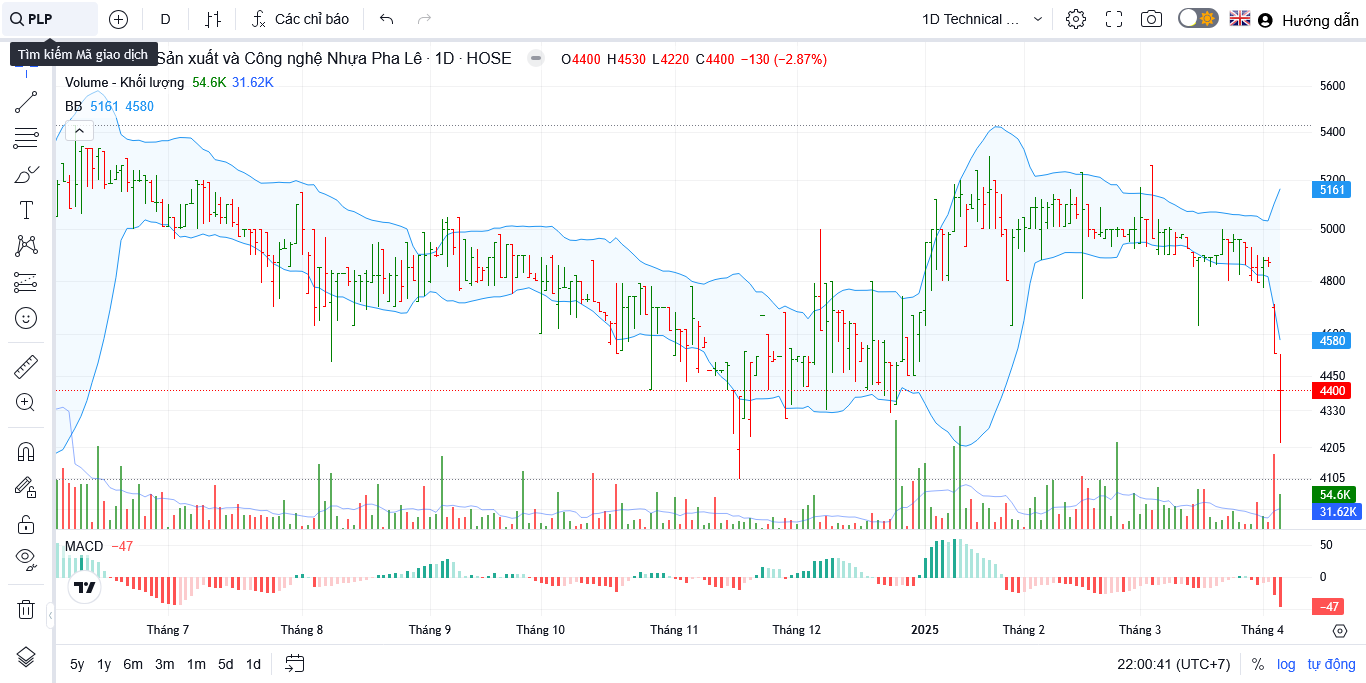 PLP
D
Các chỉ báo
1D Technical ...
Hướng dẫn
Tìm kiếm Mã giao dịch
Sản xuất và Công nghệ Nhựa Pha Lê · 1D · HOSE
O4400 H4530 L4220 C4400 −130 (−2.87%)
Volume - Khối lượng 54.6K 31.62K
BB 5161 4580
5600
5400
5200
5161
5000
4800
4600
4580
4450
4400
4330
4205
4105
54.6K
31.62K
MACD −47
50
0
−47
Tháng 7
Tháng 8
Tháng 9
Tháng 10
Tháng 11
Tháng 12
2025
Tháng 2
Tháng 3
Tháng 4
5y 1y 6m 3m 1m 5d 1d
22:00:41 (UTC+7)
%
log
tự động